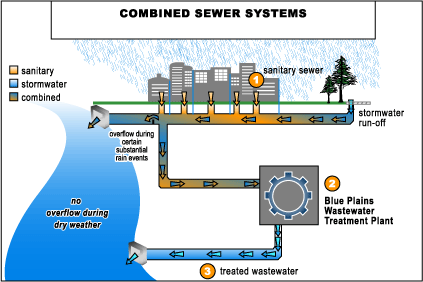 COMBINED SEWER SYSTEMS
1
sanitary sewer
sanitary
stormwater
combined
stormwater
run-off
overflow during
certain
substantial
rain events
no
overflow during
dry weather
2
Blue Plains
Wastewater
Treatment Plant
3
treated wastewater